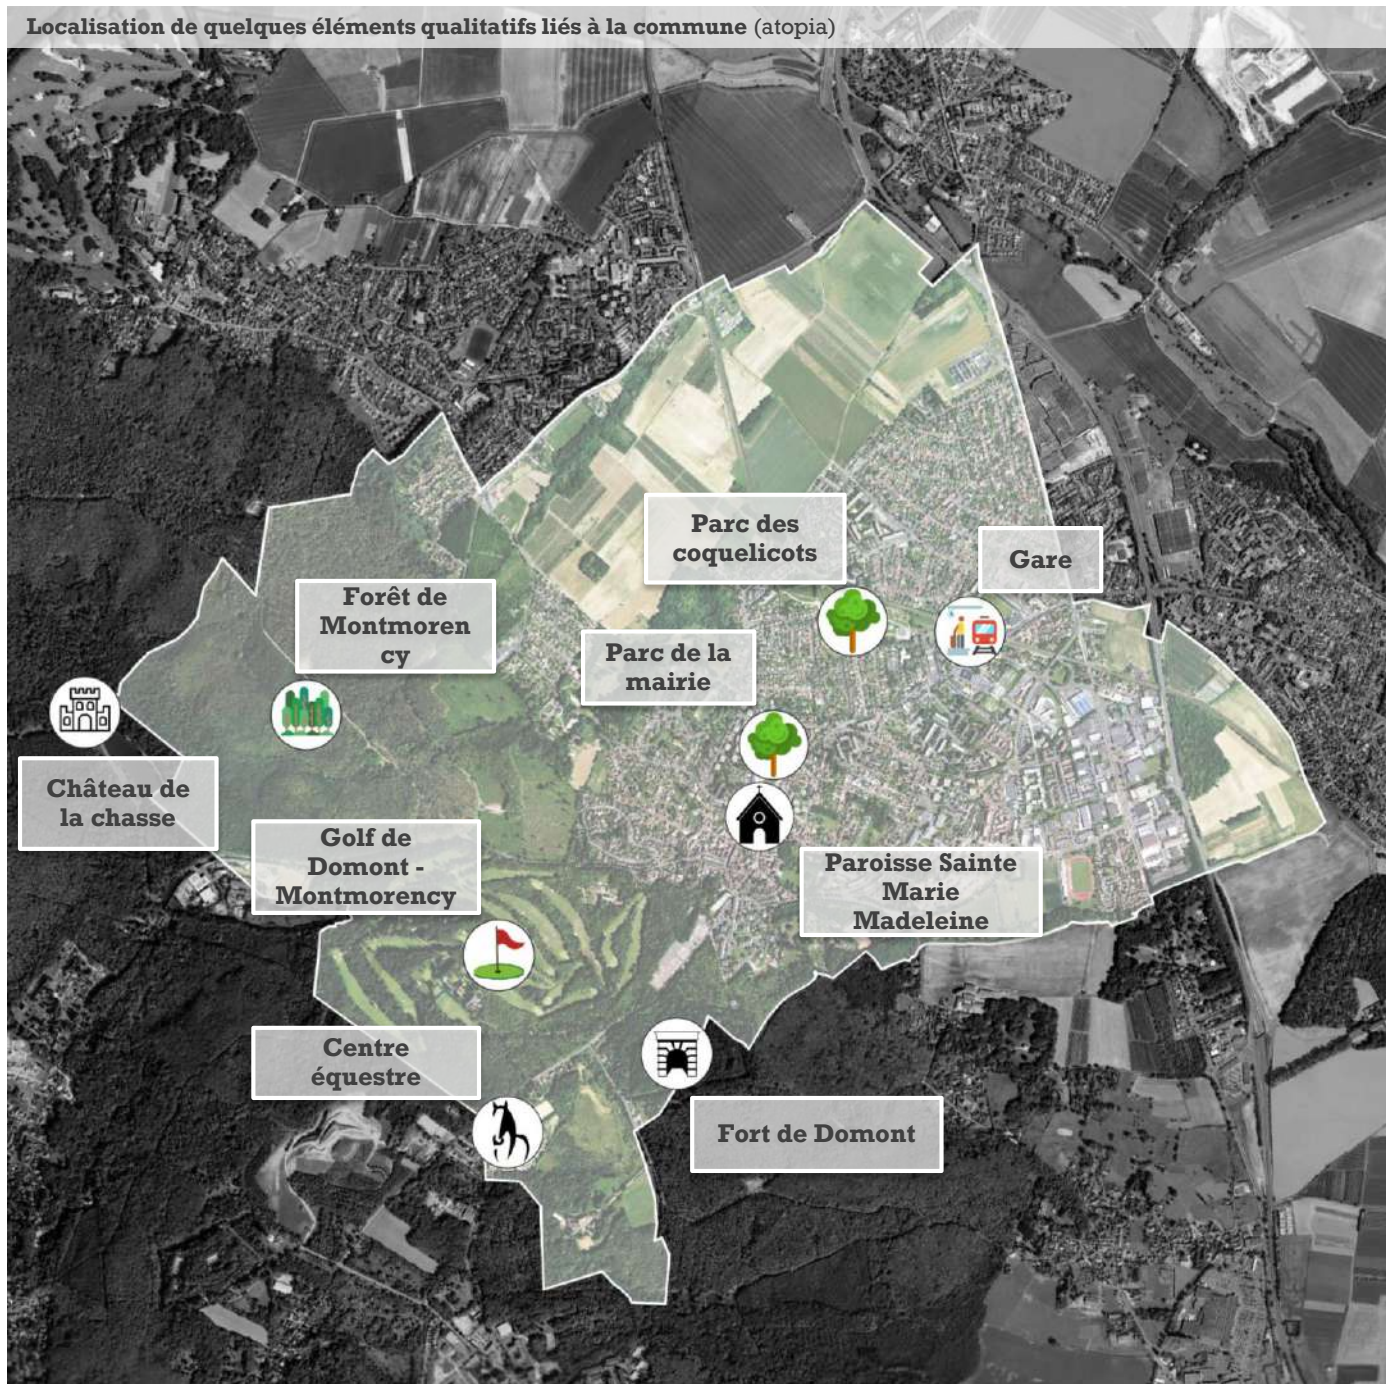 Localisation de quelques éléments qualitatifs liés à la commune (atopia)
Parc des
coquelicots
Gare
Forêt de
Montmoren
cy
Parc de la
mairie
Château de
la chasse
Golf de
Domont -
Montmorency
Paroisse Sainte
Marie
Madeleine
Centre
équestre
Fort de Domont